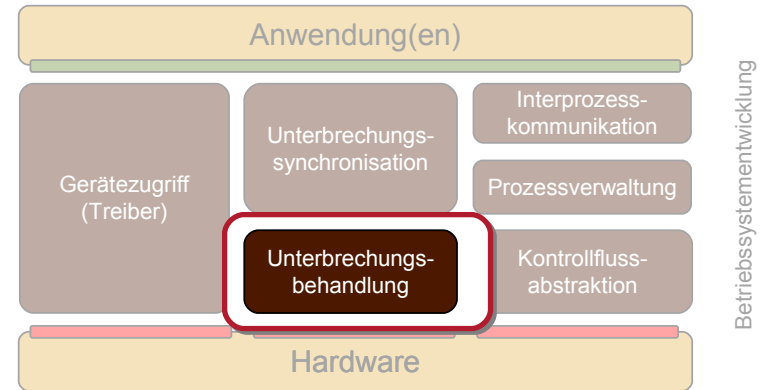 Anwendung(en)
Gerätezugriff
(Treiber)
Unterbrechungs-
synchronisation
Unterbrechungs-
behandlung
Interprozess-
kommunikation
Prozessverwaltung
Kontrollfluss-
abstraktion
Hardware
Betriebssystementwicklung